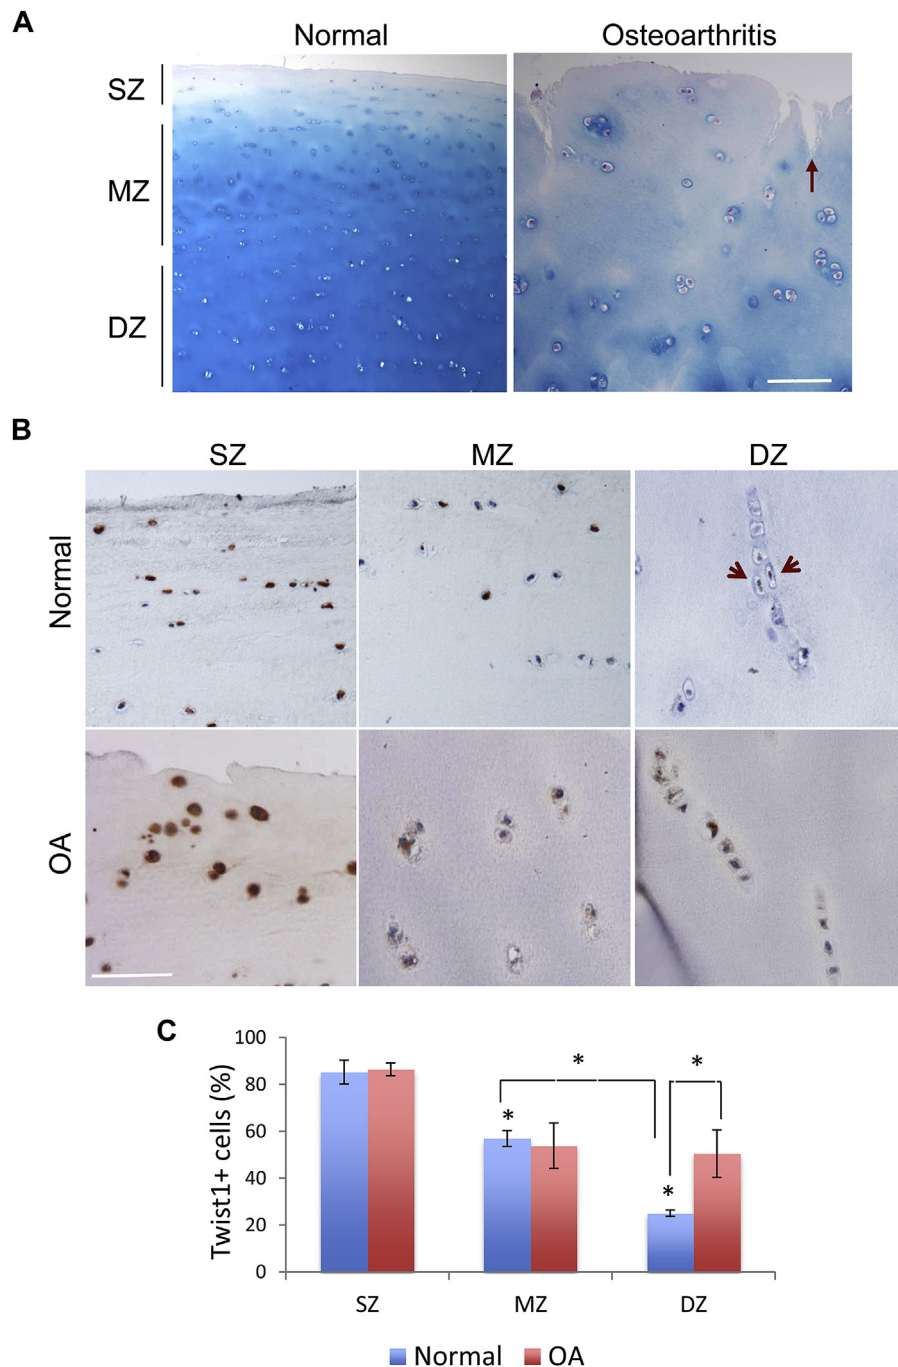 A
Normal
Osteoarthritis
SZ
MZ
DZ
B
SZ
MZ
DZ
Normal
OA
C
Twist1+ cells (%)
100
80
60
40
20
0
*
*
*
*
SZ
MZ
DZ
Normal
OA